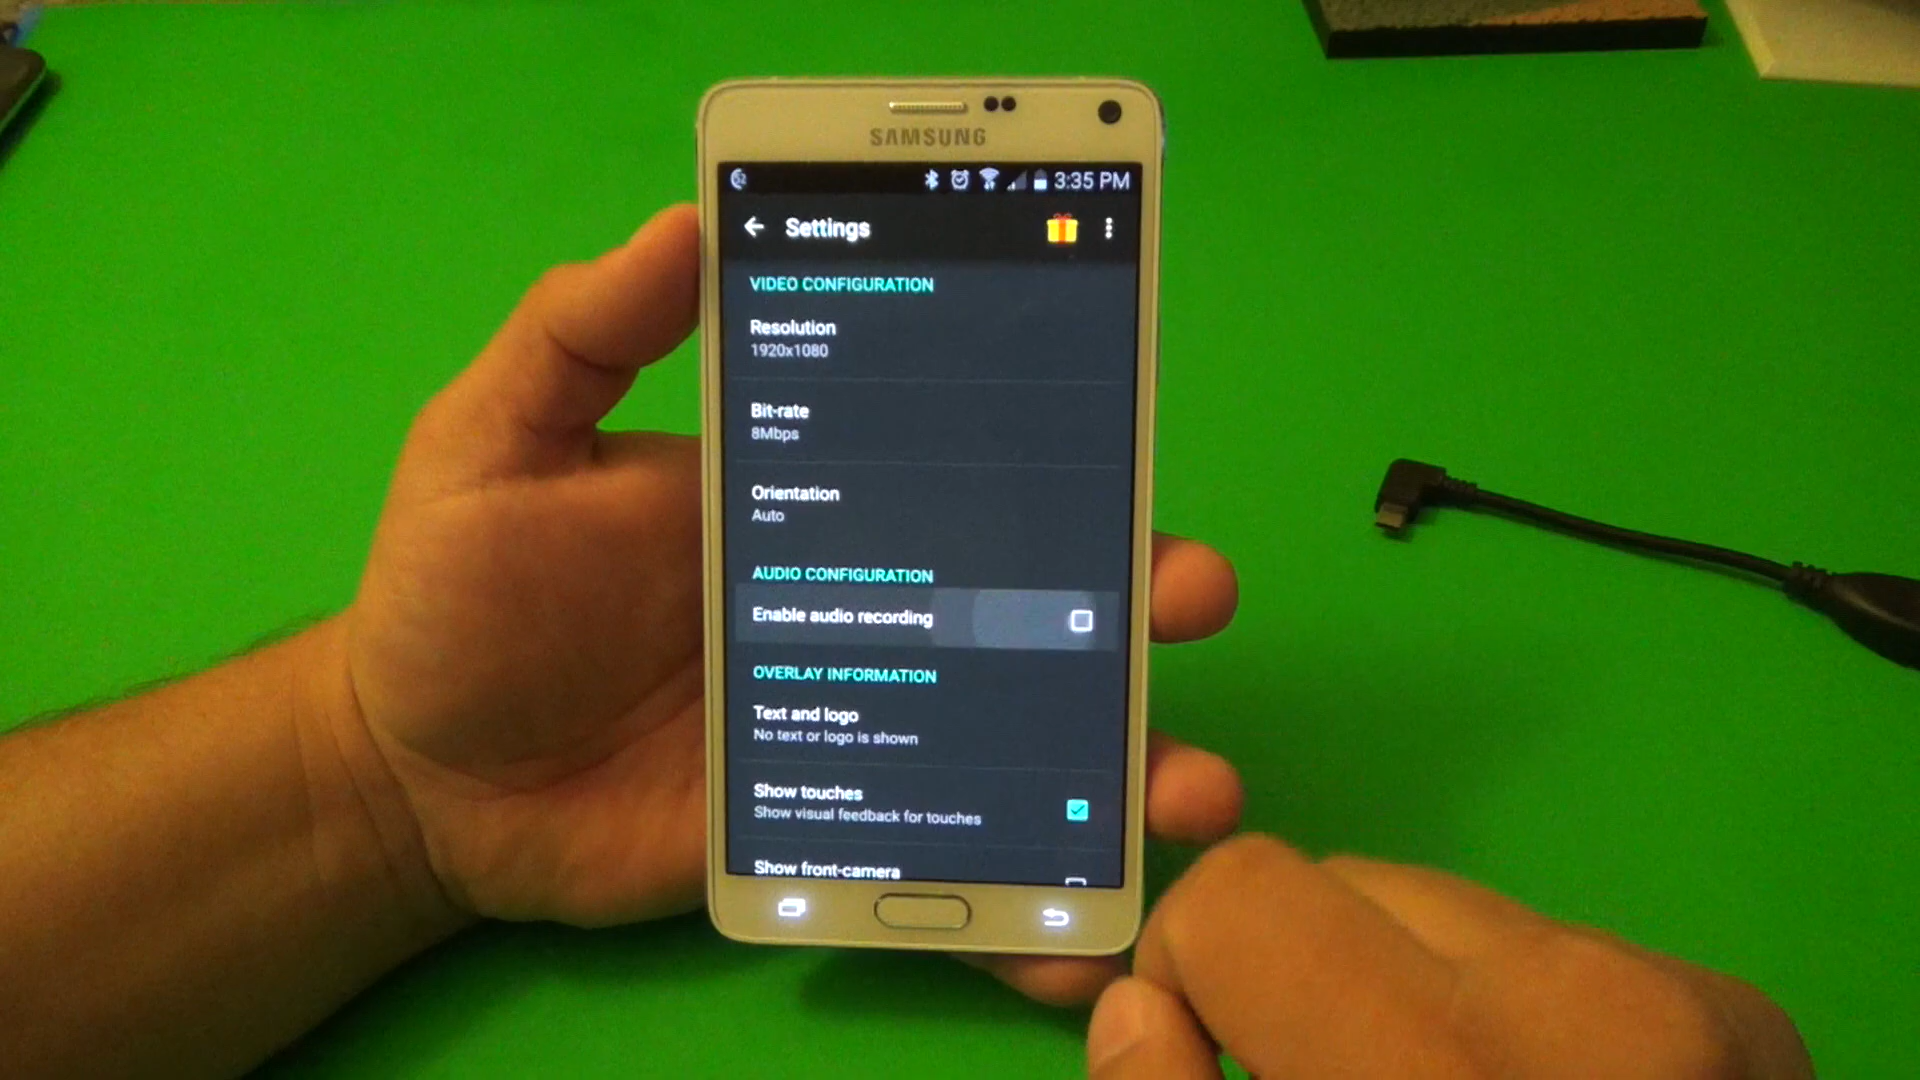 SAMSUNG
3:35 PM
Settings
VIDEO CONFIGURATION
Resolution
1920x1080
Bit-rate
8Mbps
Orientation
Auto
AUDIO CONFIGURATION
Enable audio recording
OVERLAY INFORMATION
Text and logo
No text or logo is shown
Show touches
Show visual feedback for touches
Show front-camera